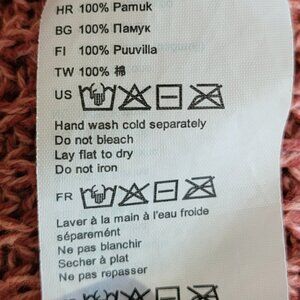 HR 100% Pamuk
BG 100% Памук
FI 100% Puuvilla
TW 100% 棉
US
Hand wash cold separately
Do not bleach
Lay flat to dry
Do not iron
FR
Laver à la main à l'eau froide
séparément
Ne pas blanchir
Secher à plat
Ne pas repasser